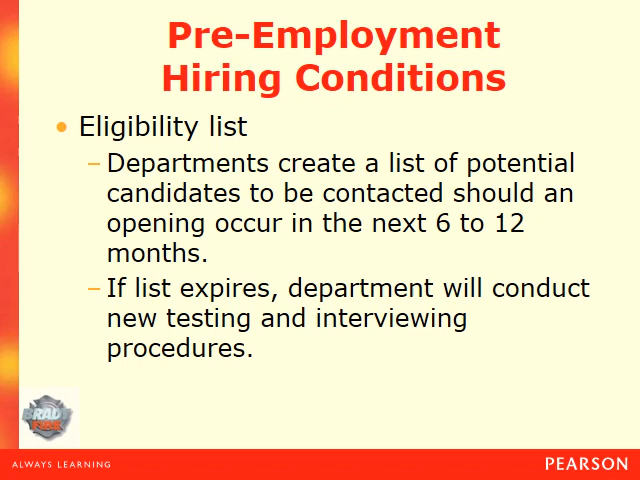 Pre-Employment
Hiring Conditions
• Eligibility list
– Departments create a list of potential
candidates to be contacted should an
opening occur in the next 6 to 12
months.
– If list expires, department will conduct
new testing and interviewing
procedures.
BRADY
FIRE
ALWAYS LEARNING
PEARSON